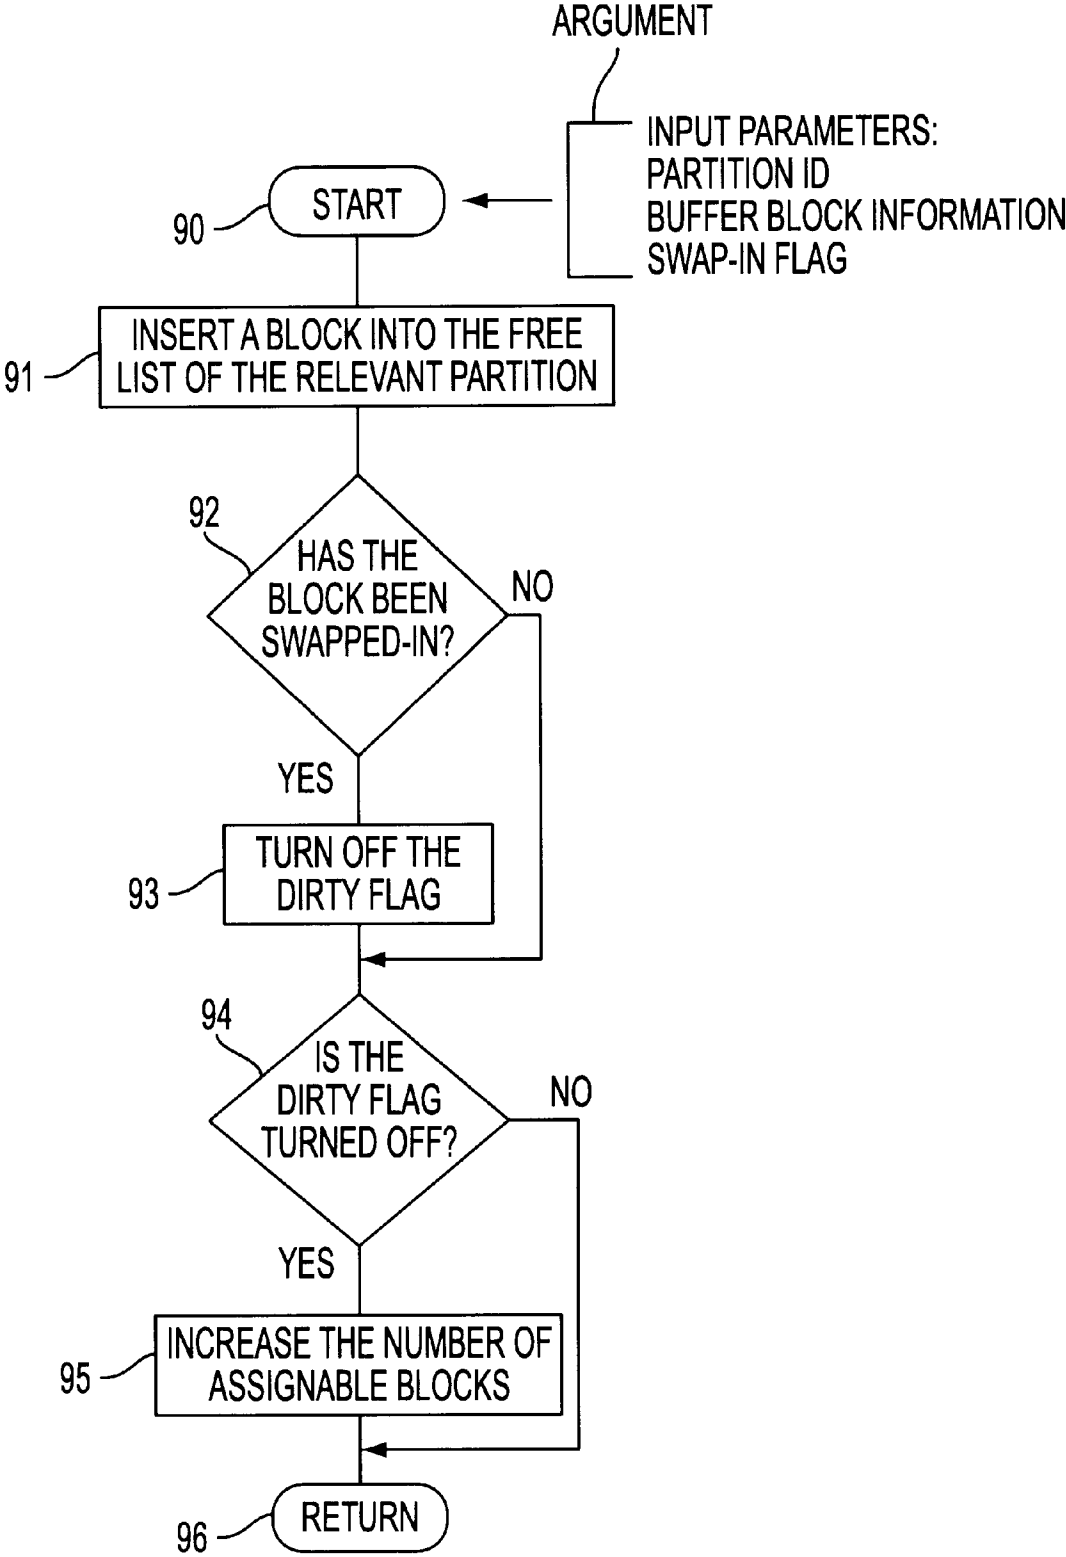 ARGUMENT
INPUT PARAMETERS:
PARTITION ID
BUFFER BLOCK INFORMATION
SWAP-IN FLAG
START
90
INSERT A BLOCK INTO THE FREE
LIST OF THE RELEVANT PARTITION
91
92
HAS THE
BLOCK BEEN
SWAPPED-IN?
NO
YES
TURN OFF THE
DIRTY FLAG
93
94
IS THE
DIRTY FLAG
TURNED OFF?
NO
YES
INCREASE THE NUMBER OF
ASSIGNABLE BLOCKS
95
RETURN
96